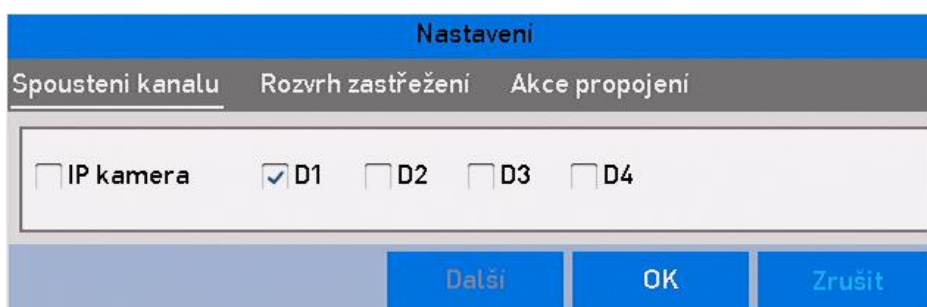 Nastavení
Spousteni kanalu Rozvrh zastřežení Akce propojení
IP kamera D1 D2 D3 D4
Další OK Zrušit